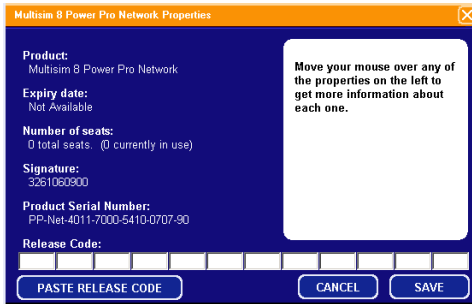 Multisim 8 Power Pro Network Properties
Product:
Multisim 8 Power Pro Network
Expiry date:
Not Available
Number of seats:
0 total seats. (0 currently in use)
Signature:
3261060900
Product Serial Number:
PP-Net-4011-7000-5410-0707-90
Release Code:
Move your mouse over any of
the properties on the left to
get more information about
each one.
PASTE RELEASE CODE
CANCEL
SAVE